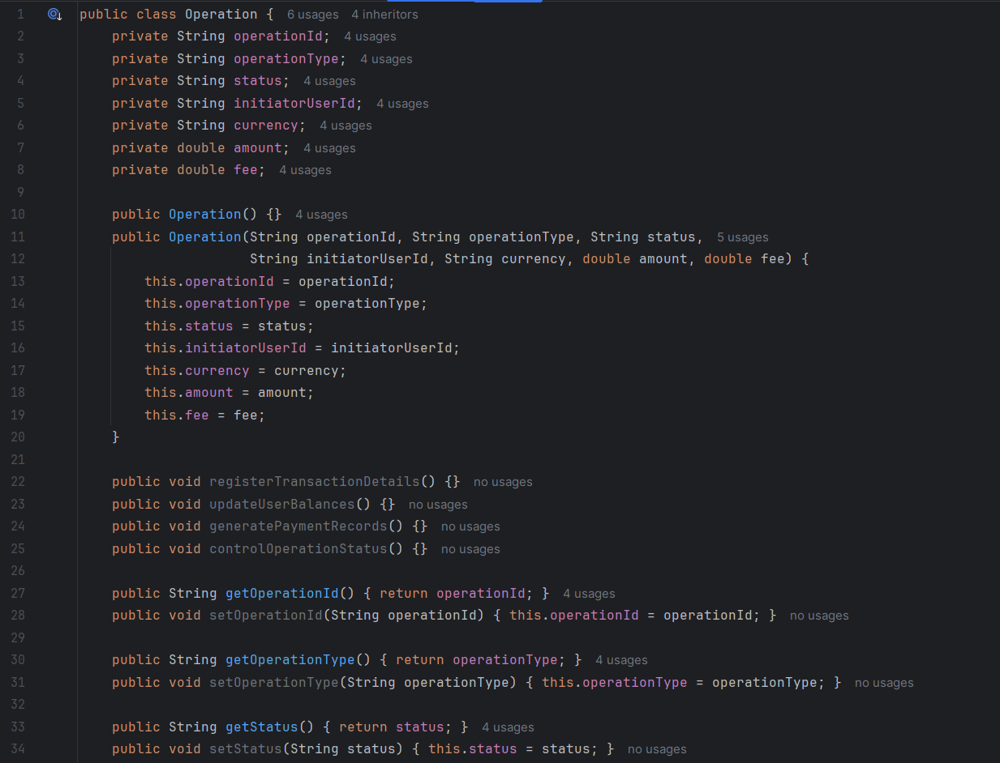 1 public class Operation { 6 usages 4 inheritors
2 private String operationId; 4 usages
3 private String operationType; 4 usages
4 private String status; 4 usages
5 private String initiatorUserId; 4 usages
6 private String currency; 4 usages
7 private double amount; 4 usages
8 private double fee; 4 usages
9
10 public Operation() {} 4 usages
11 public Operation(String operationId, String operationType, String status, 5 usages
12 String initiatorUserId, String currency, double amount, double fee) {
13 this.operationId = operationId;
14 this.operationType = operationType;
15 this.status = status;
16 this.initiatorUserId = initiatorUserId;
17 this.currency = currency;
18 this.amount = amount;
19 this.fee = fee;
20 }
21
22 public void registerTransactionDetails() {} no usages
23 public void updateUserBalances() {} no usages
24 public void generatePaymentRecords() {} no usages
25 public void controlOperationStatus() {} no usages
26
27 public String getOperationId() { return operationId; } 4 usages
28 public void setOperationId(String operationId) { this.operationId = operationId; } no usages
29
30 public String getOperationType() { return operationType; } 4 usages
31 public void setOperationType(String operationType) { this.operationType = operationType; } no usages
32
33 public String getStatus() { return status; } 4 usages
34 public void setStatus(String status) { this.status = status; } no usages